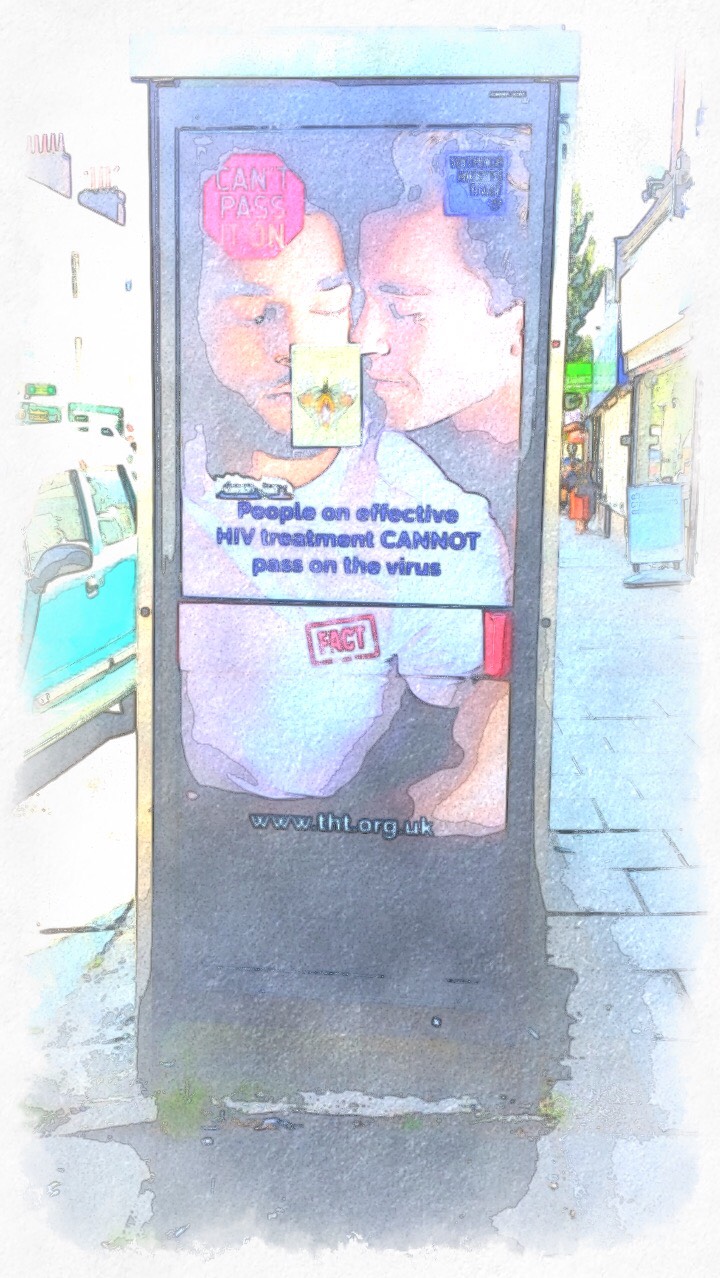 CAN'T
PASS
IT ON
People on effective
HIV treatment CANNOT
pass on the virus
FACT
www.tht.org.uk